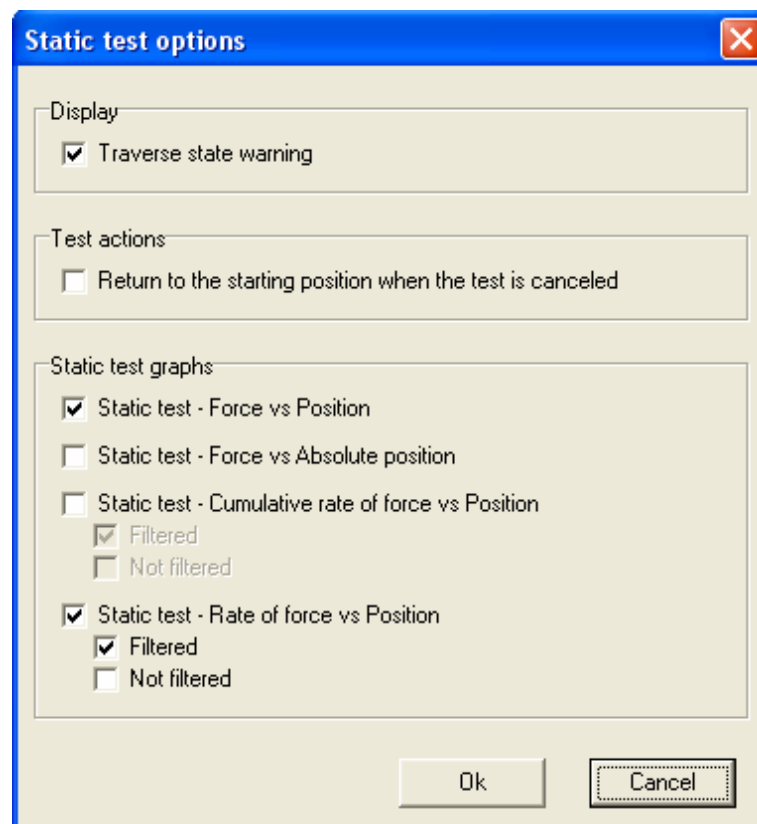 Static test options
Display
Traverse state warning
Test actions
Return to the starting position when the test is canceled
Static test graphs
Static test - Force vs Position
Static test - Force vs Absolute position
Static test - Cumulative rate of force vs Position
Filtered
Not filtered
Static test - Rate of force vs Position
Filtered
Not filtered
Ok
Cancel